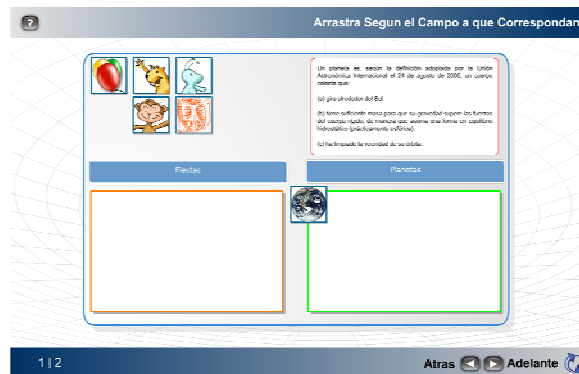 ?
Arrastra Segun el Campo a que Correspondan
Un planeta es, según la definición adoptada por la Unión
Astronómica Internacional el 24 de agosto de 2006, un cuerpo
celeste que:
(a) gira alrededor del Sol.
(b) tiene suficiente masa para que su gravedad supere las fuerzas
del cuerpo rígido, de manera que asuma una forma en equilibrio
hidrostático (prácticamente esférica).
(c) ha limpiado la vecindad de su órbita.
Fiestas
Planetas
1 | 2
Atras
Adelante